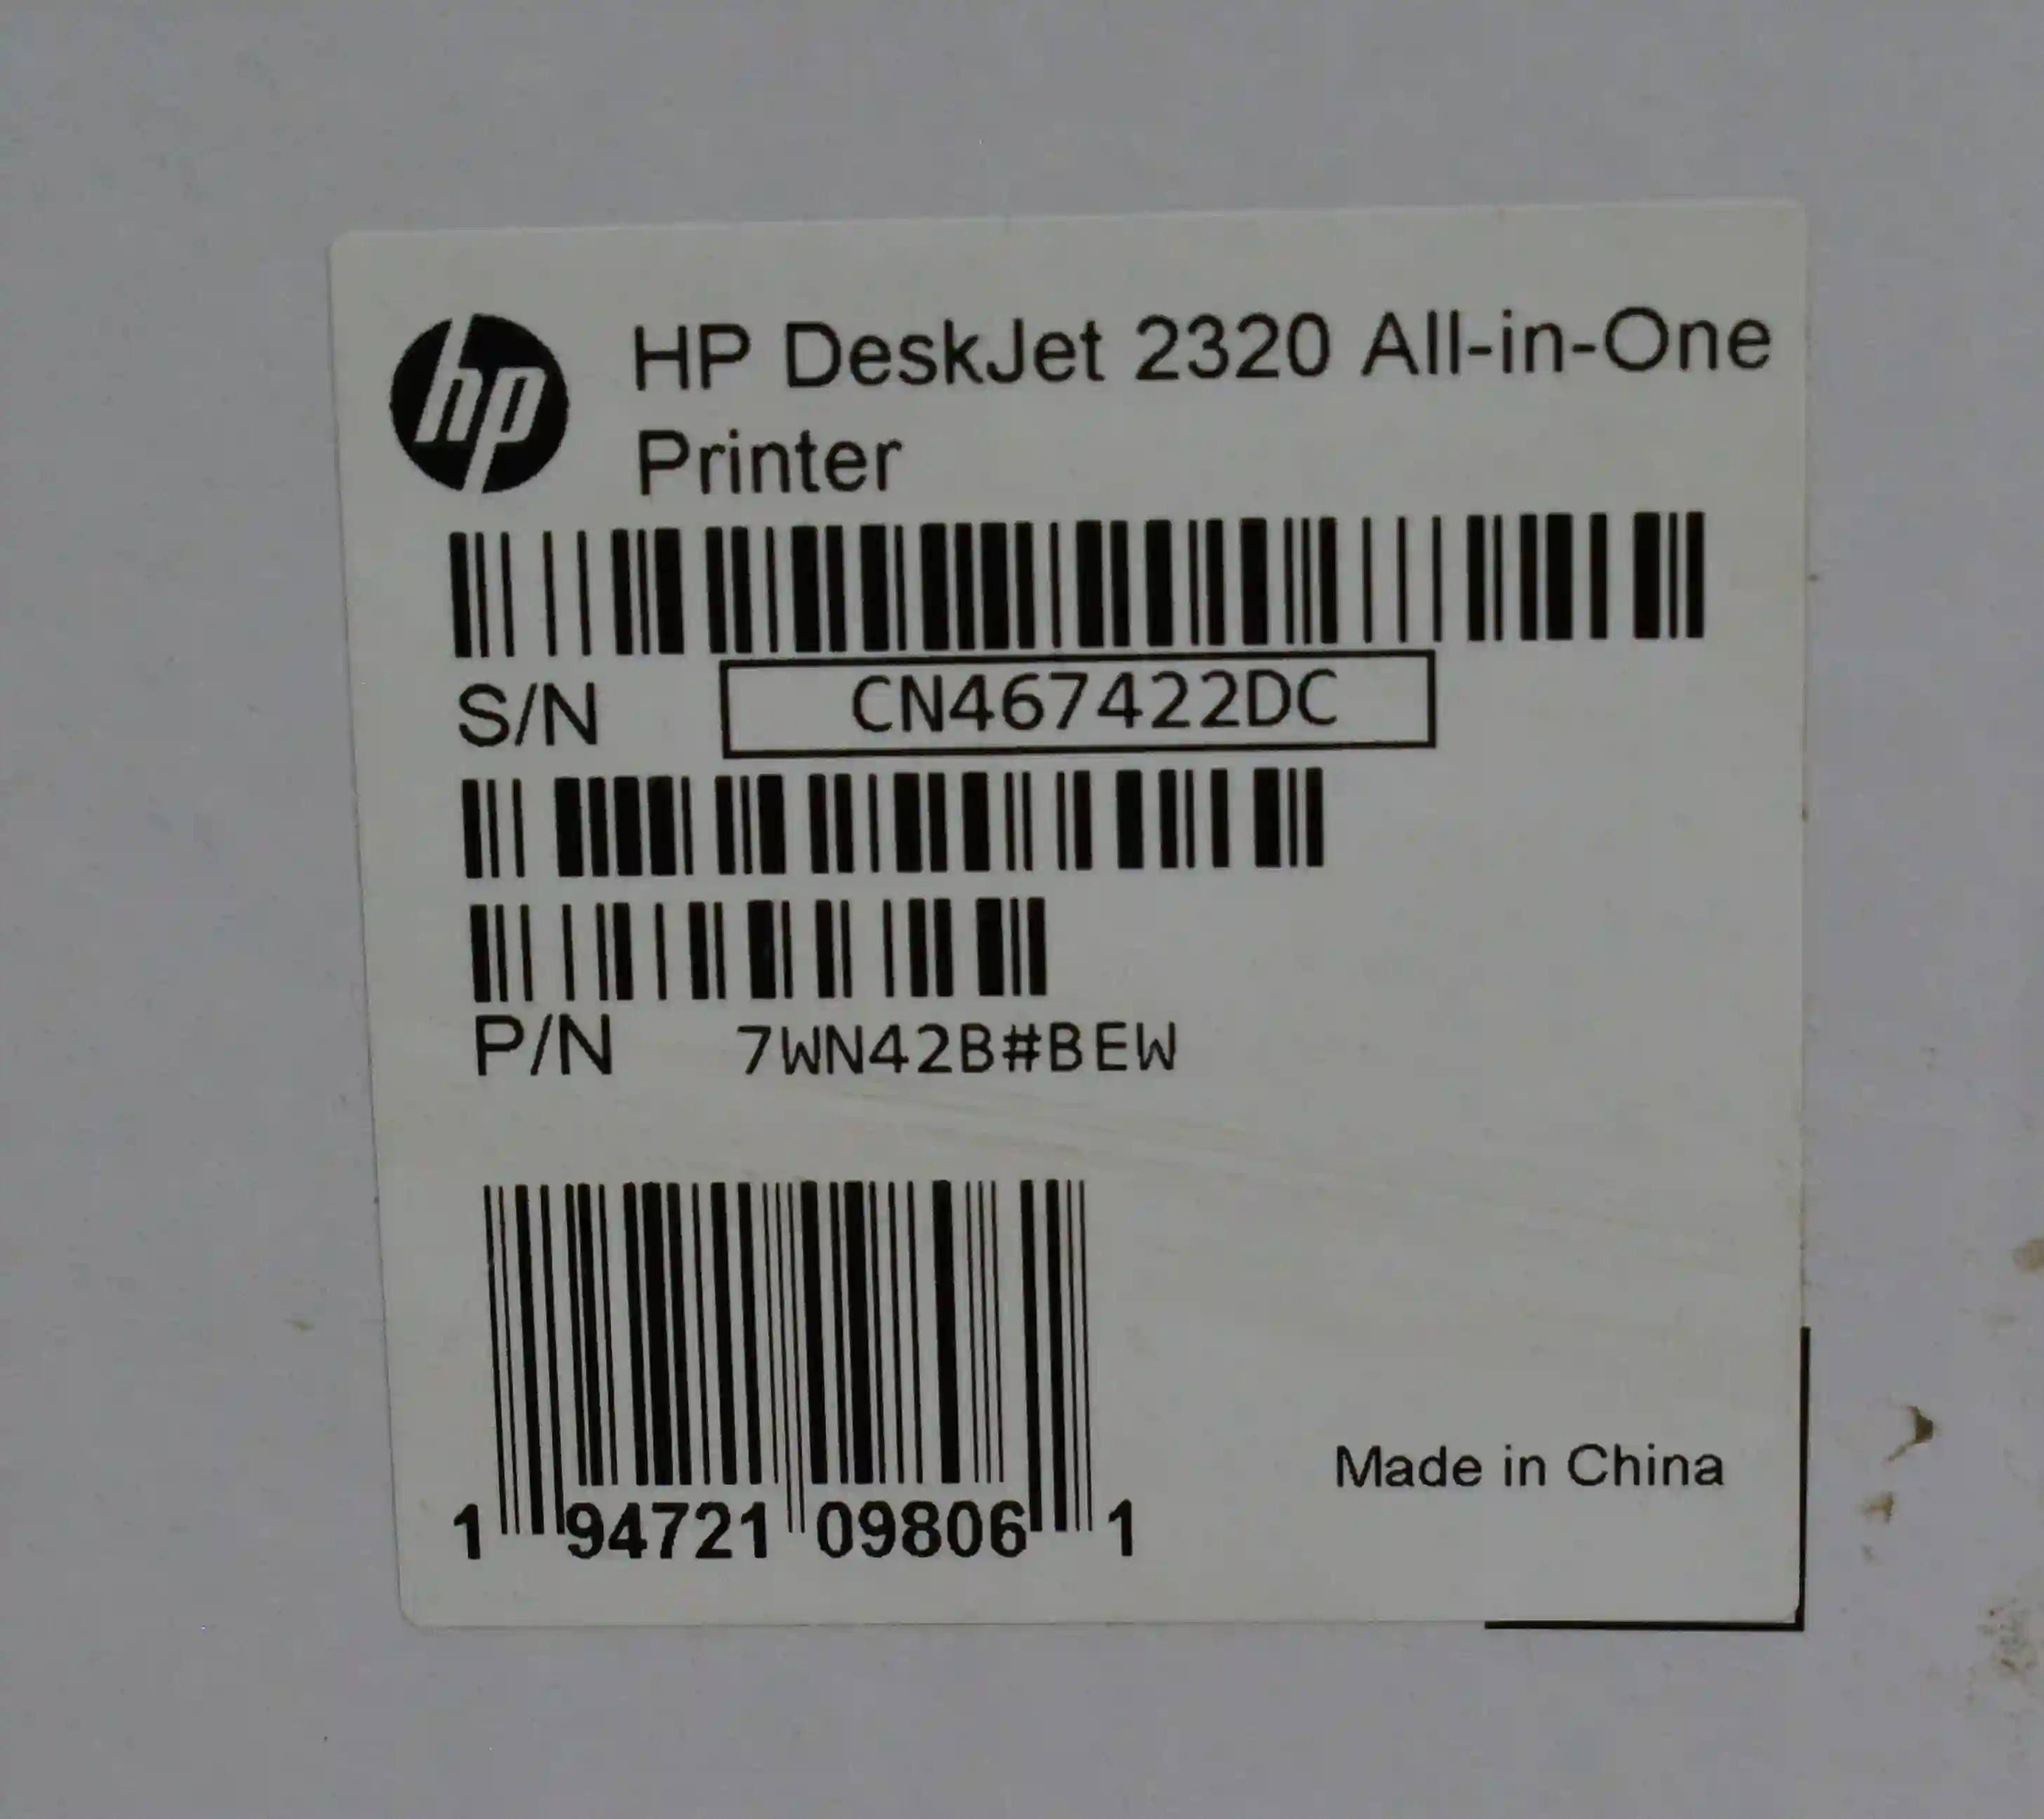 hp
HP DeskJet 2320 All-in-One
Printer
S/N CN467422DC
P/N 7WN42B#BEW
1 94721 09806 1
Made in China